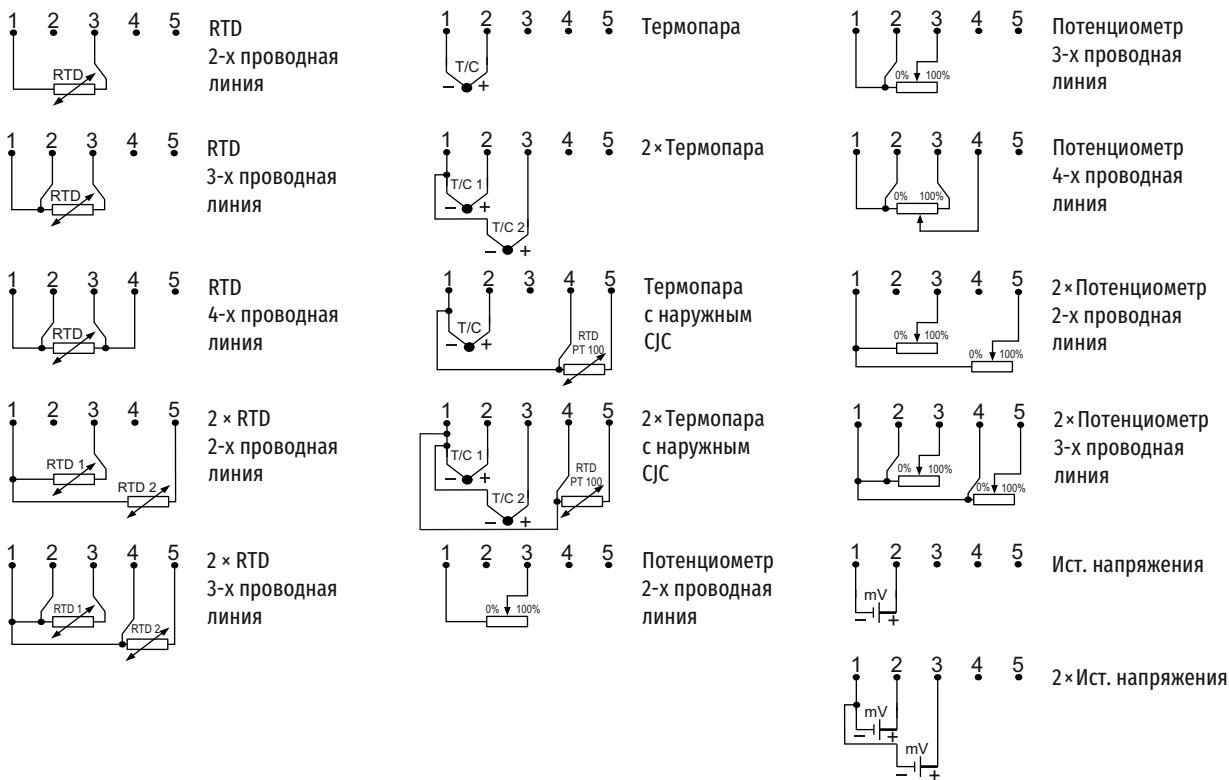 1 2 3 4 5
RTD
RTD
2-х проводная
линия
1 2 3 4 5
RTD
RTD
3-х проводная
линия
1 2 3 4 5
RTD
RTD
4-х проводная
линия
1 2 3 4 5
RTD 1
RTD 2
2 × RTD
2-х проводная
линия
1 2 3 4 5
RTD 1
RTD 2
2 × RTD
3-х проводная
линия
1 2 3 4 5
T/C
− +
Термопара
1 2 3 4 5
T/C 1
− +
T/C 2
− +
2×Термопара
1 2 3 4 5
T/C
− +
RTD
PT 100
Термопара
с наружным
CJC
1 2 3 4 5
T/C 1
− +
T/C 2
− +
RTD
PT 100
2×Термопара
с наружным
CJC
1 2 3 4 5
0% 100%
Потенциометр
2-х проводная
линия
1 2 3 4 5
0% 100%
Потенциометр
3-х проводная
линия
1 2 3 4 5
0% 100%
Потенциометр
4-х проводная
линия
1 2 3 4 5
0% 100%
0% 100%
2×Потенциометр
2-х проводная
линия
1 2 3 4 5
0% 100%
0% 100%
2×Потенциометр
3-х проводная
линия
1 2 3 4 5
mV
− +
Ист. напряжения
1 2 3 4 5
mV
− +
mV
− +
2×Ист. напряжения